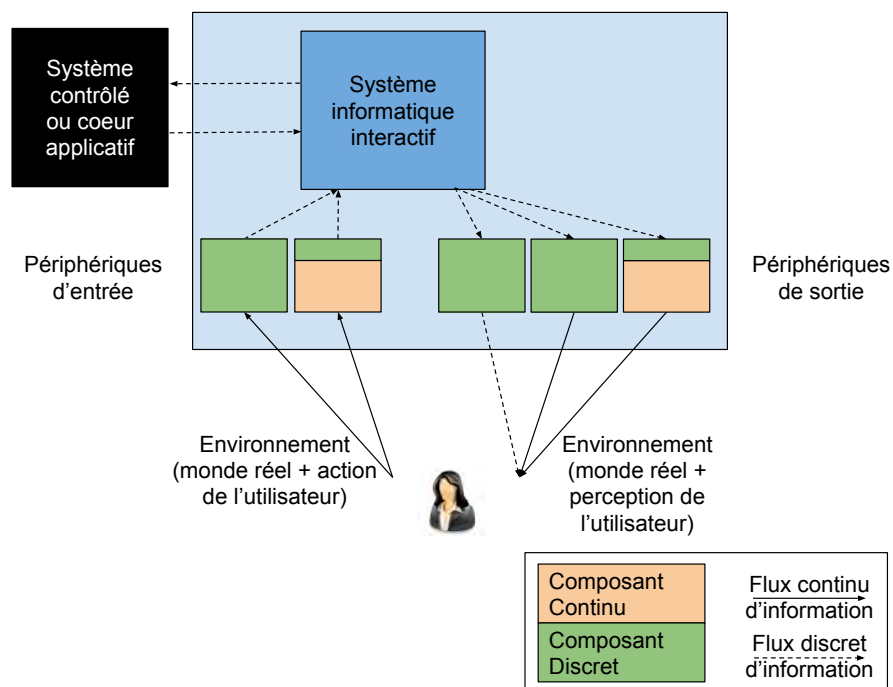 Système
contrôlé
ou coeur
applicatif
Système
informatique
interactif
Périphériques
d'entrée
Périphériques
de sortie
Environnement
(monde réel + action
de l'utilisateur)
Environnement
(monde réel +
perception de
l'utilisateur)
Composant
Continu
Composant
Discret
Flux continu
d'information
Flux discret
d'information